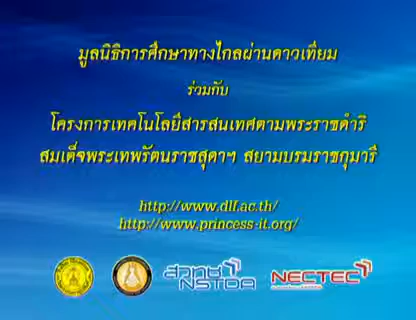 มูลนิธิการศึกษาทางไกลผ่านดาวเทียม
ร่วมกับ
โครงการเทคโนโลยีสารสนเทศตามพระราชดำริ
สมเด็จพระเทพรัตนราชสุดาฯ สยามบรมราชกุมารี
http://www.dlf.ac.th/
http://www.princess-it.org/
สวทช
NSTDA
NECTEC